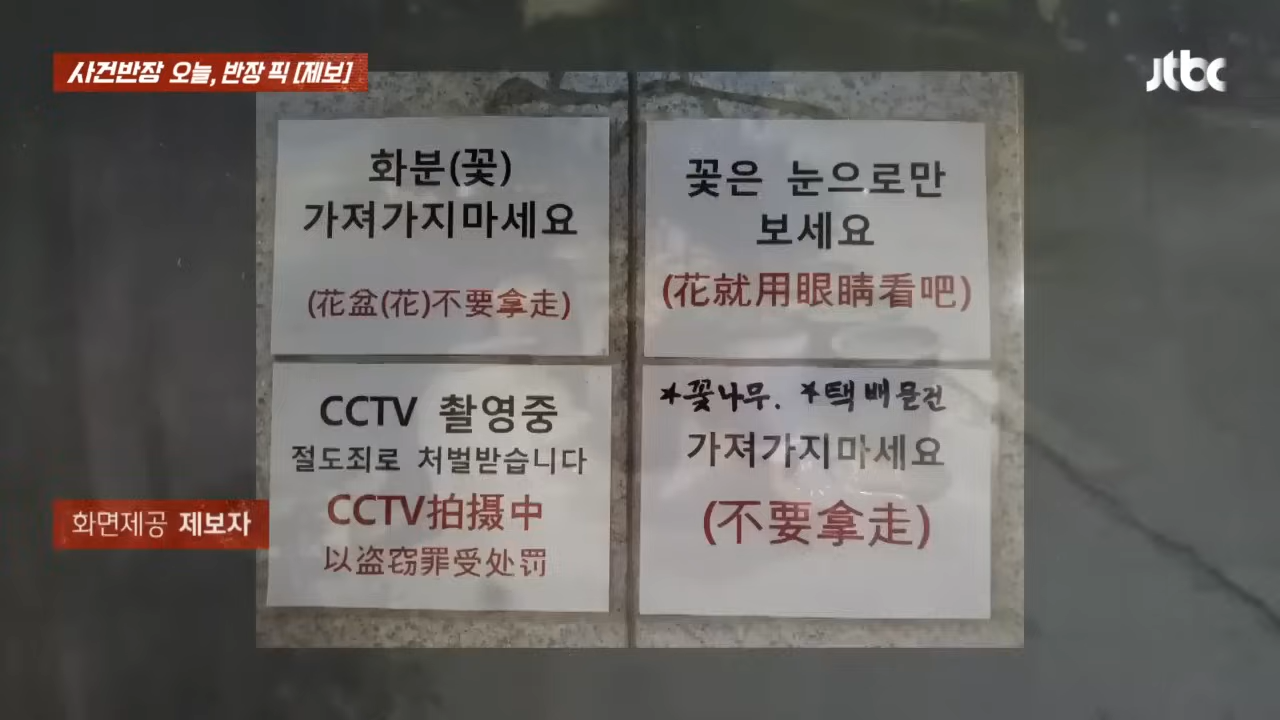 사건반장 오늘, 반장 픽 [제보]
jtbc
화분(꽃)
가져가지마세요
(花盆(花)不要拿走)
꽃은 눈으로만
보세요
(花就用眼睛看吧)
CCTV 촬영중
절도죄로 처벌받습니다
CCTV拍摄中
以盗窃罪受处罚
*꽃나무. *택배물건
가져가지마세요
(不要拿走)
화면제공 제보자